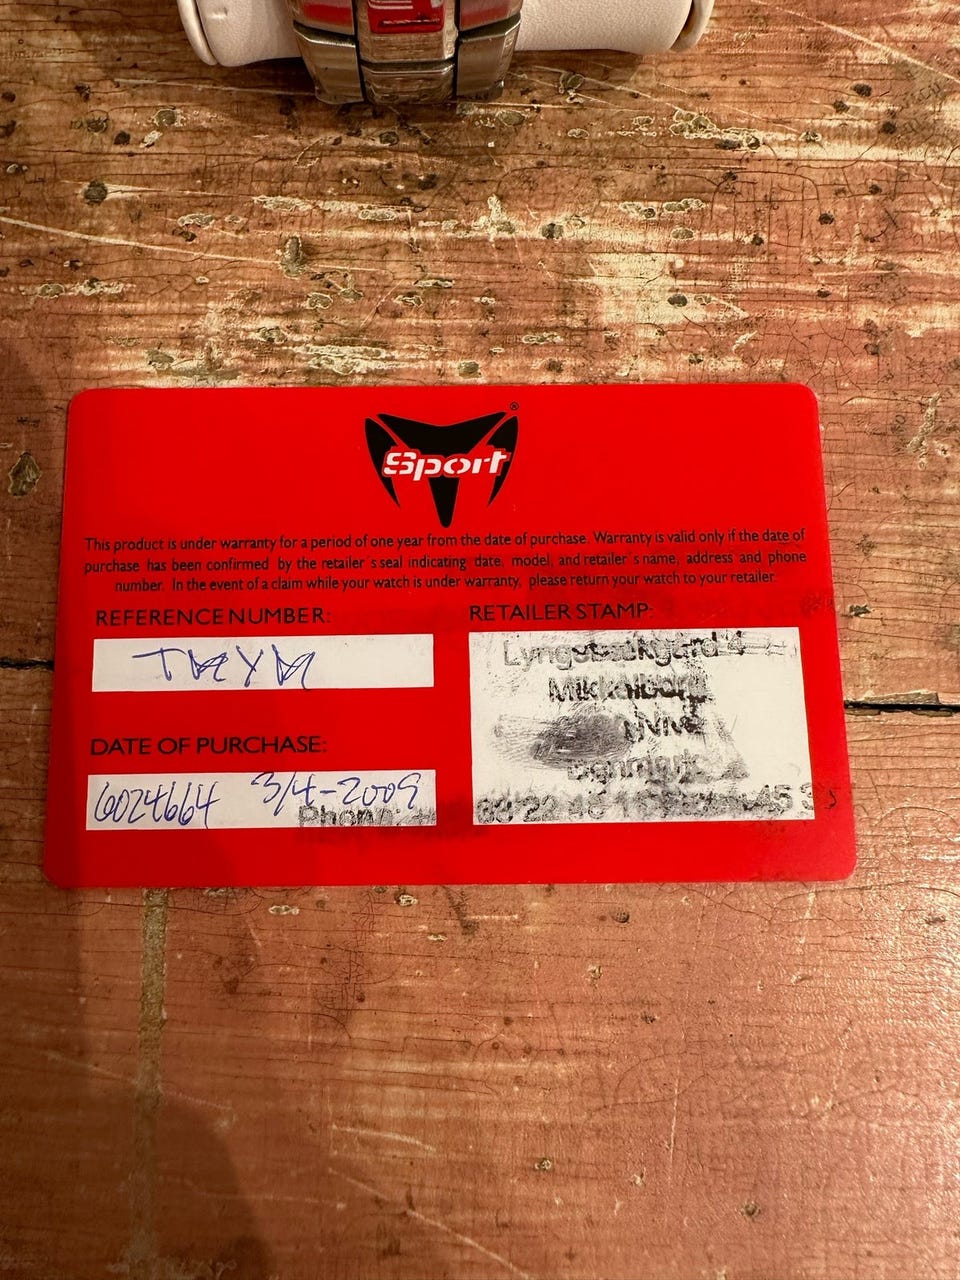 Sport®
This product is under warranty for a period of one year from the date of purchase. Warranty is valid only if the date of
purchase has been confirmed by the retailer's seal indicating date, model, and retailer's name, address and phone
number. In the event of a claim while your watch is under warranty, please return your watch to your retailer.
REFERENCE NUMBER:
RETAILER STAMP:
DATE OF PURCHASE:
6024664 3/4-2009
Phone: